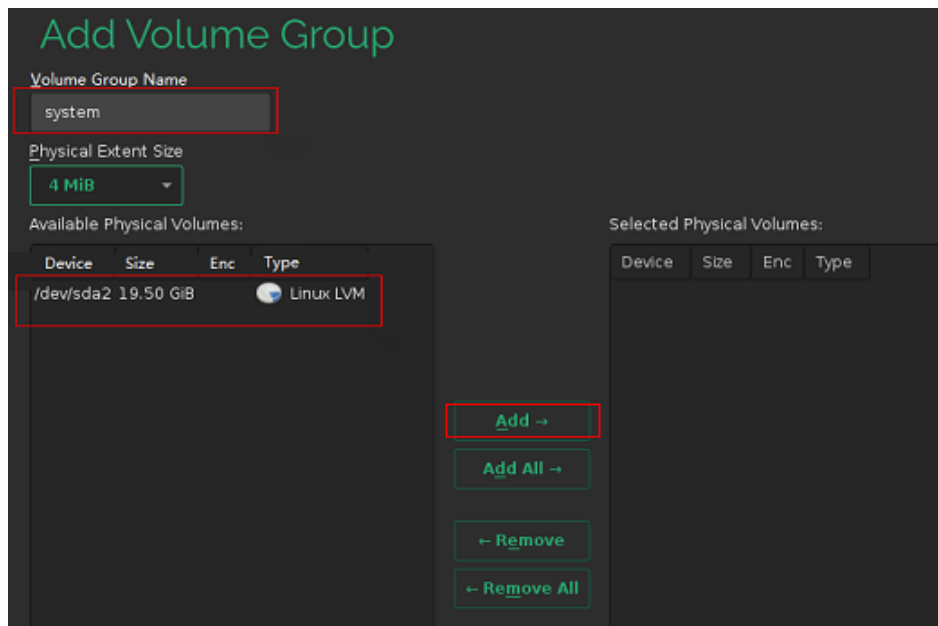 Add Volume Group
Volume Group Name
system
Physical Extent Size
4 MiB
Available Physical Volumes:
Selected Physical Volumes:
Device Size Enc Type
Device Size Enc Type
/dev/sda2 19.50 GiB Linux LVM
Add →
Add All →
← Remove
← Remove All